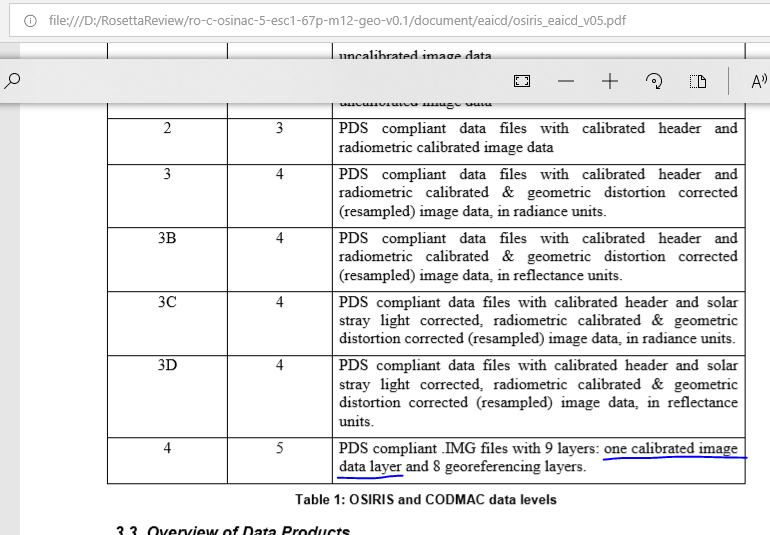 file:///D:/RosettaReview/ro-c-osinac-5-esc1-67p-m12-geo-v0.1/document/eaicd/osiris_eaicd_v05.pdf
uncalibrated image data
A
uncalibrated image data
2 3 PDS compliant data files with calibrated header and
radiometric calibrated image data
3 4 PDS compliant data files with calibrated header and
radiometric calibrated & geometric distortion corrected
(resampled) image data, in radiance units.
3B 4 PDS compliant data files with calibrated header and
radiometric calibrated & geometric distortion corrected
(resampled) image data, in reflectance units.
3C 4 PDS compliant data files with calibrated header and solar
stray light corrected, radiometric calibrated & geometric
distortion corrected (resampled) image data, in radiance units.
3D 4 PDS compliant data files with calibrated header and solar
stray light corrected, radiometric calibrated & geometric
distortion corrected (resampled) image data, in reflectance
units.
4 5 PDS compliant .IMG files with 9 layers: one calibrated image
data layer and 8 georeferencing layers.
Table 1: OSIRIS and CODMAC data levels
3.3 Overview of Data Products